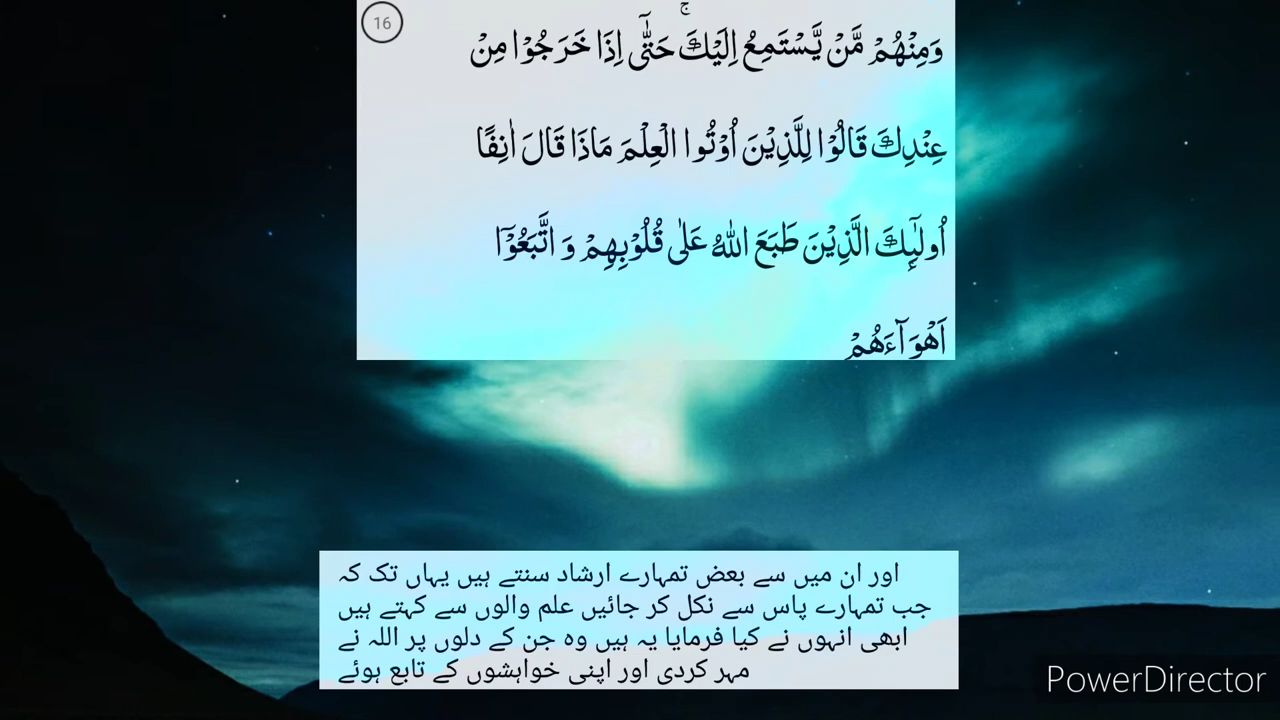 16
وَمِنْهُمْ مَّنْ يَّسْتَمِعُ اِلَيْكَ ۚ حَتّٰٓى اِذَا خَرَجُوْا مِنْ
عِنْدِكَ قَالُوْا لِلَّذِيْنَ اُوْتُوا الْعِلْمَ مَاذَا قَالَ اٰنِفًا
اُولٰٓئِكَ الَّذِيْنَ طَبَعَ اللّٰهُ عَلٰى قُلُوْبِهِمْ وَ اتَّبَعُوْٓا
اَهْوَآءَهُمْ
اور ان میں سے بعض تمہارے ارشاد سنتے ہیں یہاں تک کہ
جب تمہارے پاس سے نکل کر جائیں علم والوں سے کہتے ہیں
ابھی انہوں نے کیا فرمایا یہ ہیں وہ جن کے دلوں پر اللہ نے
مہر کردی اور اپنی خواہشوں کے تابع ہوئے
PowerDirector